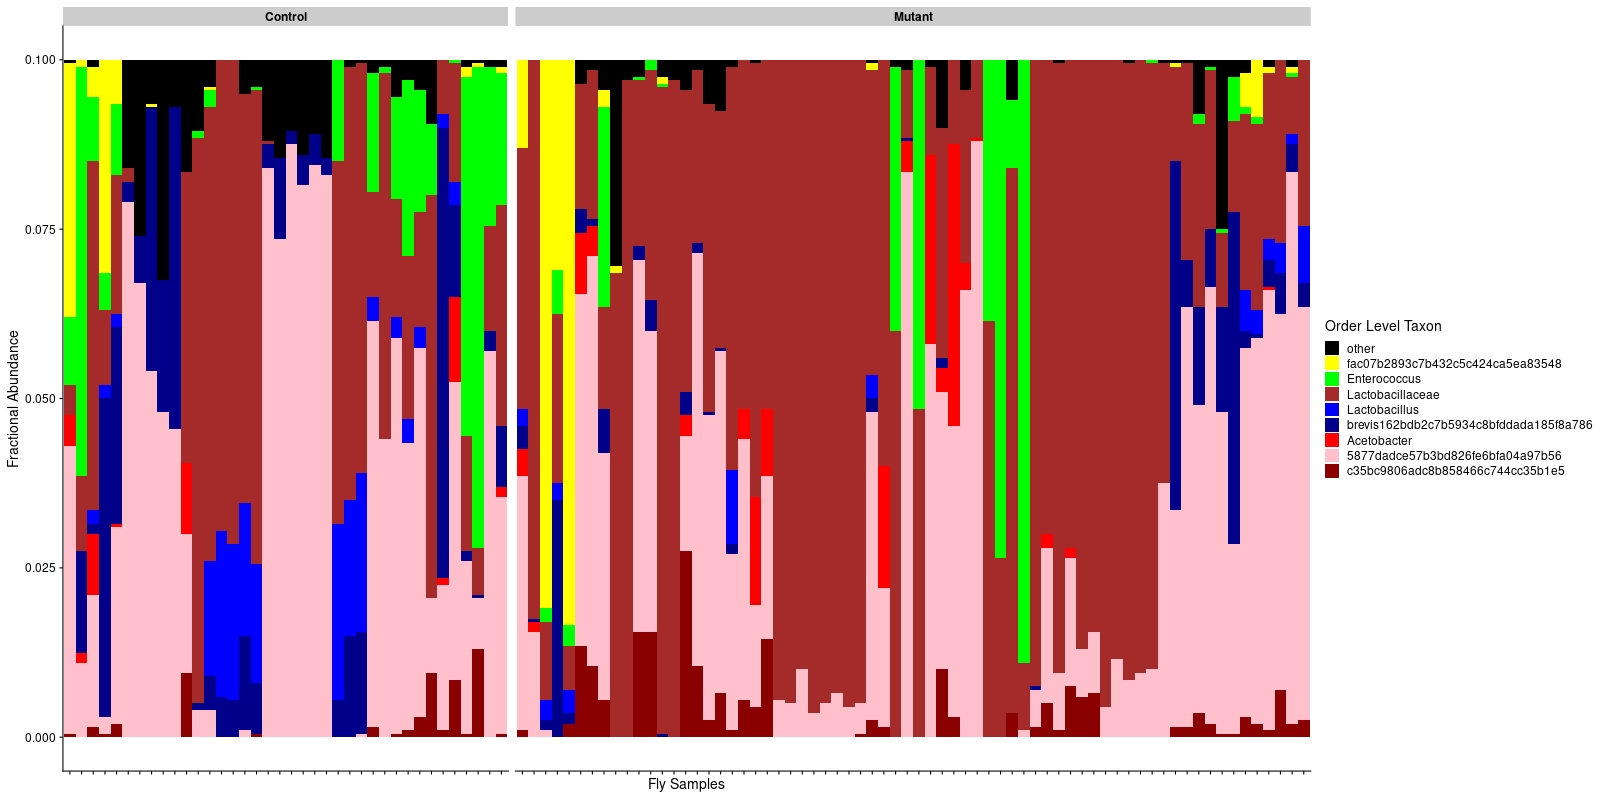 Control
Mutant
0.100
0.075
0.050
0.025
0.000
Fractional Abundance
Fly Samples
Order Level Taxon
other
fac07b2893c7b432c5c424ca5ea83548
Enterococcus
Lactobacillaceae
Lactobacillus
brevis162bdb2c7b5934c8bfddada185f8a786
Acetobacter
5877dadce57b3bd826fe6bfa04a97b56
c35bc9806adc8b858466c744cc35b1e5